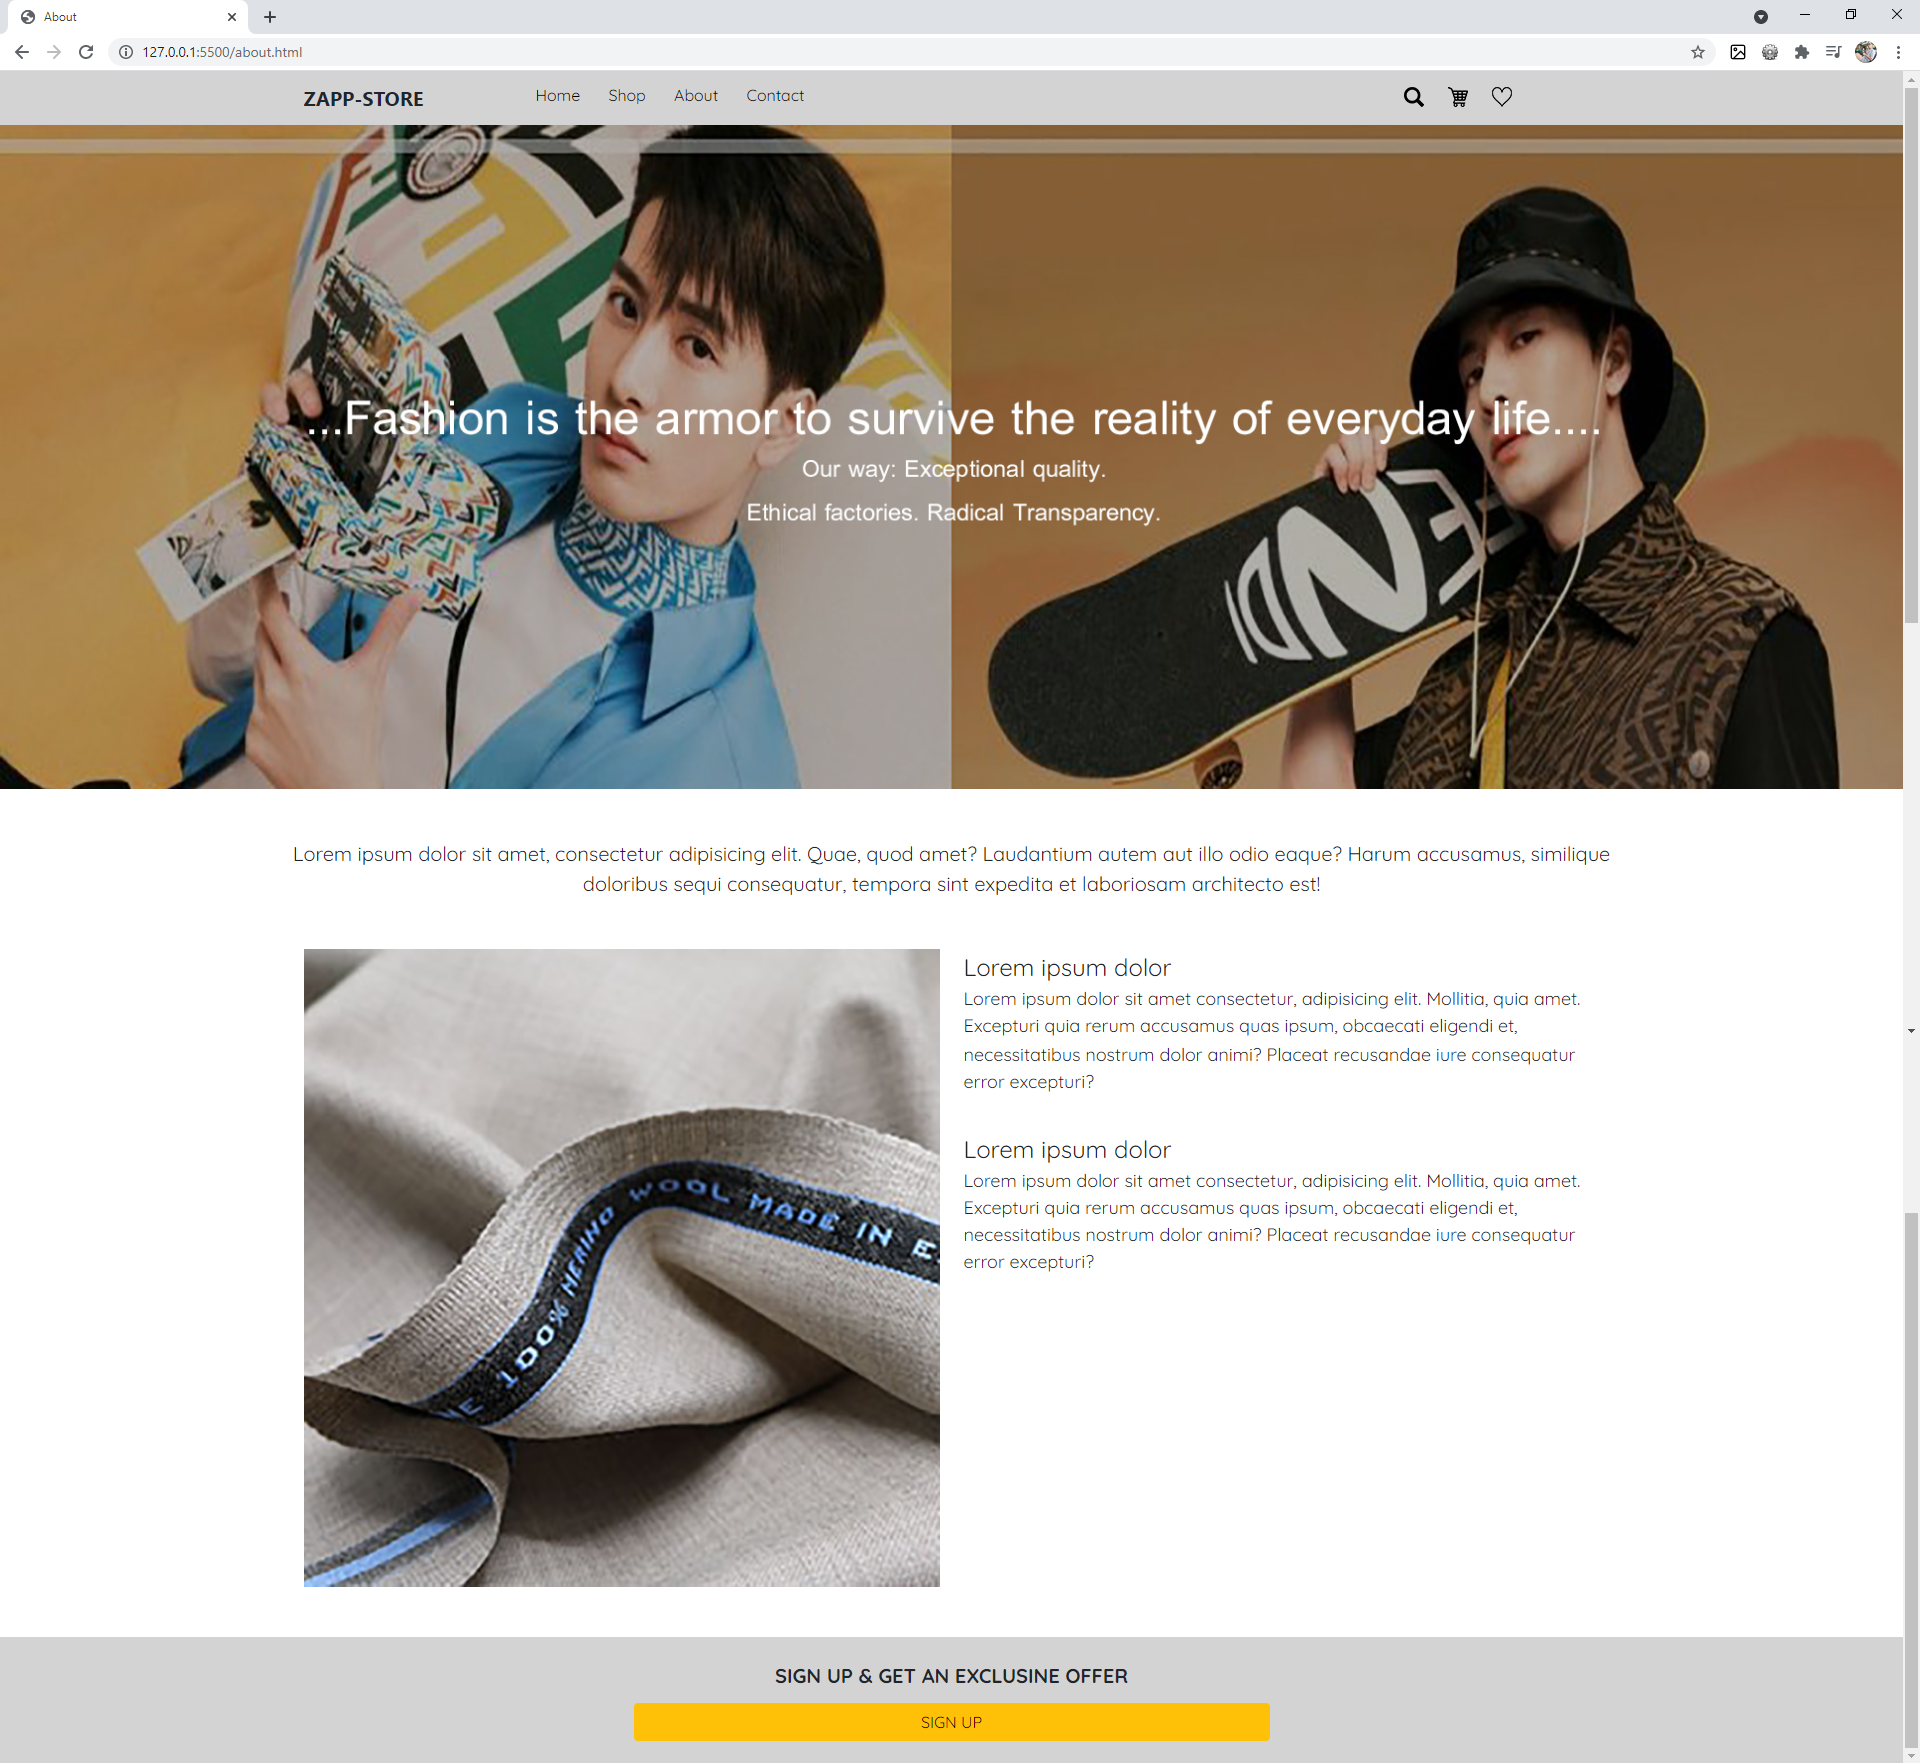 About
127.0.0.1:5500/about.html
ZAPP-STORE Home Shop About Contact
...Fashion is the armor to survive the reality of everyday life....
Our way: Exceptional quality.
Ethical factories. Radical Transparency.
FENDI
Lorem ipsum dolor sit amet, consectetur adipisicing elit. Quae, quod amet? Laudantium autem aut illo odio eaque? Harum accusamus, similique
doloribus sequi consequatur, tempora sint expedita et laboriosam architecto est!
Lorem ipsum dolor
Lorem ipsum dolor sit amet consectetur, adipisicing elit. Mollitia, quia amet.
Excepturi quia rerum accusamus quas ipsum, obcaecati eligendi et,
necessitatibus nostrum dolor animi? Placeat recusandae iure consequatur
error excepturi?
Lorem ipsum dolor
Lorem ipsum dolor sit amet consectetur, adipisicing elit. Mollitia, quia amet.
Excepturi quia rerum accusamus quas ipsum, obcaecati eligendi et,
necessitatibus nostrum dolor animi? Placeat recusandae iure consequatur
error excepturi?
NE 100% MERINO WOOL MADE IN E
SIGN UP & GET AN EXCLUSINE OFFER
SIGN UP